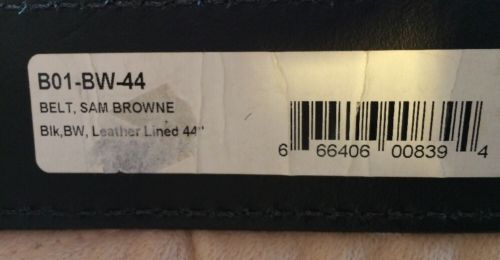 B01-BW-44
BELT, SAM BROWNE
Blk,BW, Leather Lined 44"
6 66406 00839 4